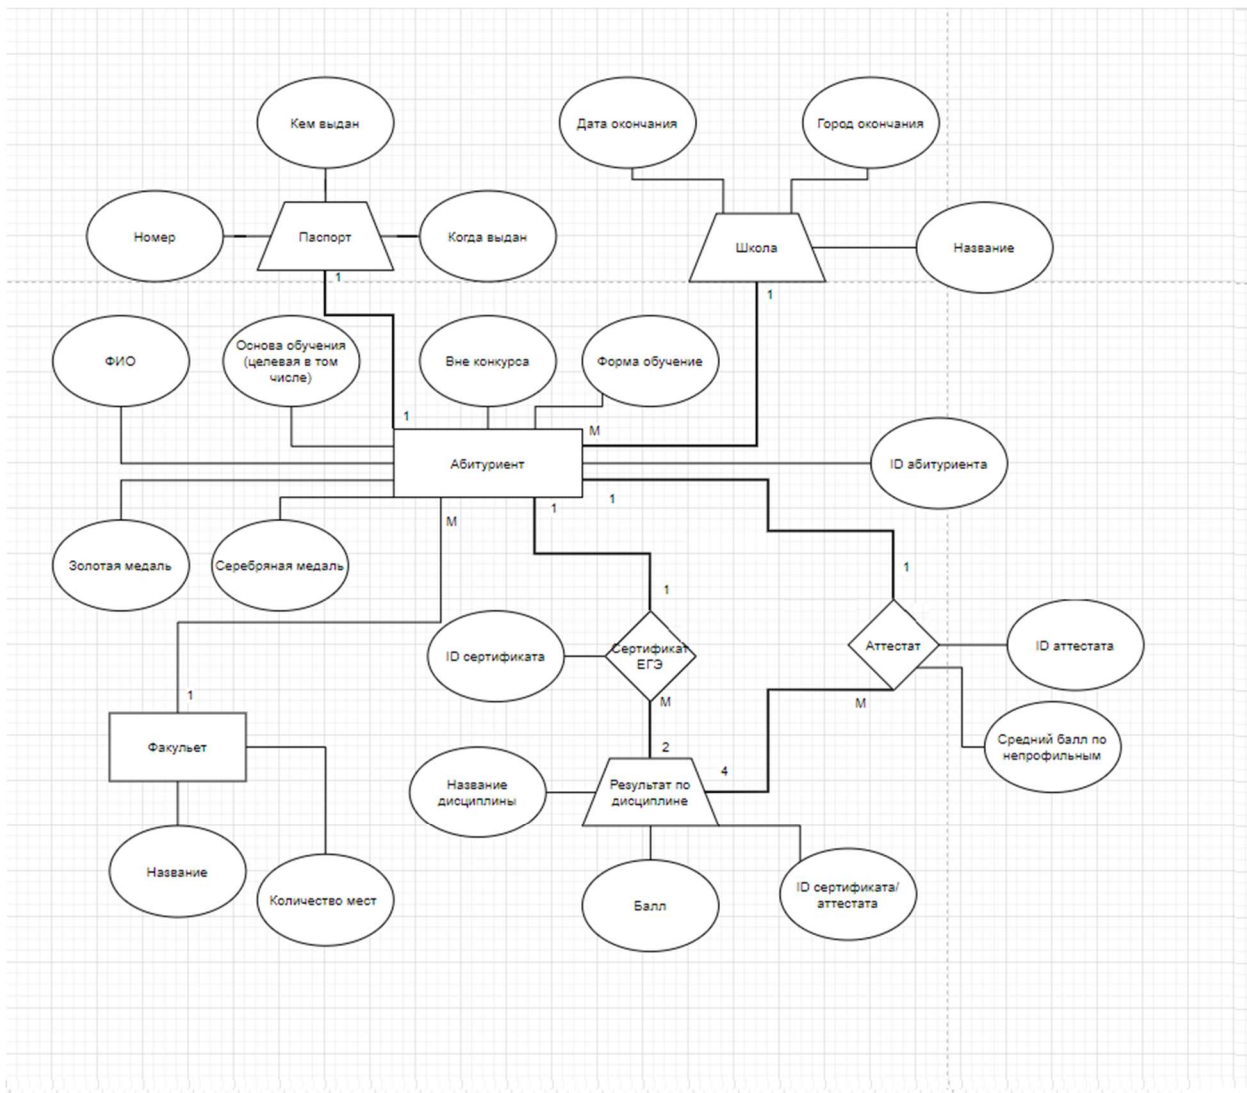 Кем выдан
Дата окончания
Город окончания
Номер
Паспорт
Когда выдан
Школа
Название
1
1
ФИО
Основа обучения
(целевая в том
числе)
Вне конкурса
Форма обучение
1
М
Абитуриент
ID абитуриента
М
1
1
Золотая медаль
Серебряная медаль
1
1
ID сертификата
Сертификат
ЕГЭ
Аттестат
ID аттестата
1
М
М
Факульет
2
4
Средний балл по
непрофильным
Название
дисциплины
Результат по
дисциплине
Название
Количество мест
Балл
ID сертификата/
аттестата